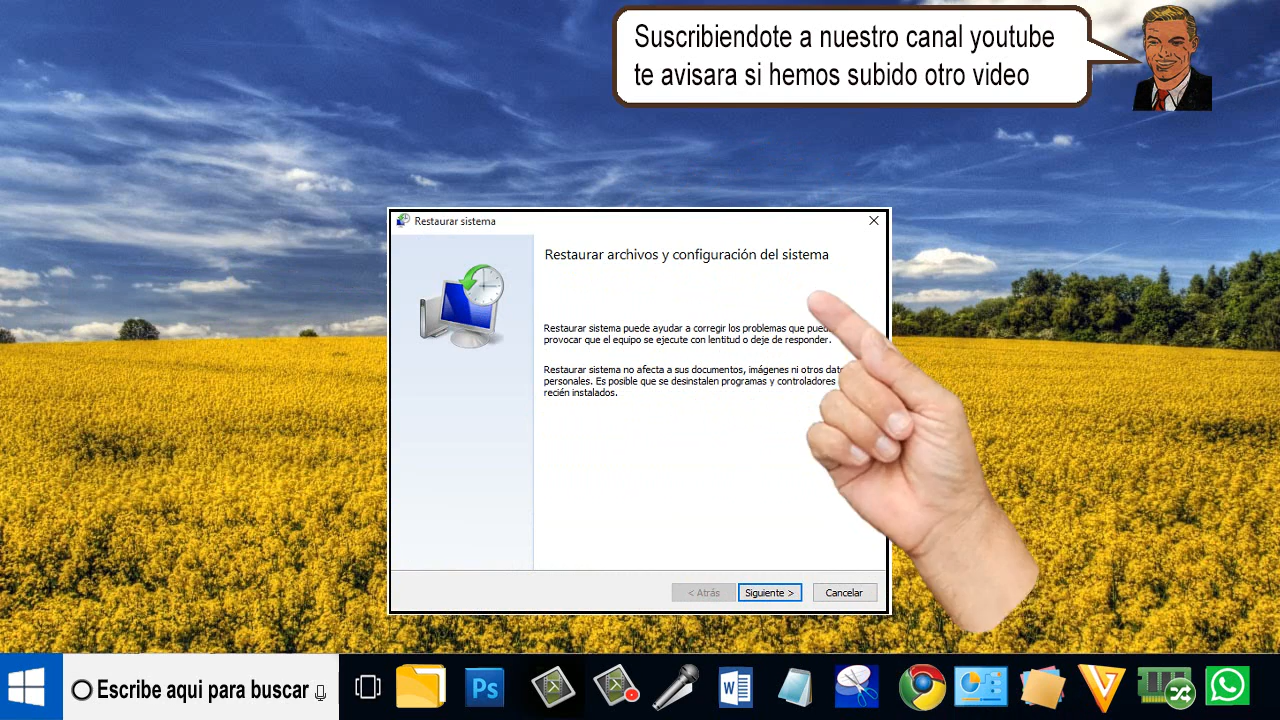 Suscribiendote a nuestro canal youtube
te avisara si hemos subido otro video
Restaurar sistema
Restaurar archivos y configuración del sistema
Restaurar sistema puede ayudar a corregir los problemas que
provocar que el equipo se ejecute con lentitud o deje de responder.
Restaurar sistema no afecta a sus documentos, imágenes ni otros
personales. Es posible que se desinstalen programas y controladores
recién instalados.
< Atrás
Siguiente >
Cancelar
Escribe aqui para buscar
Ps
W